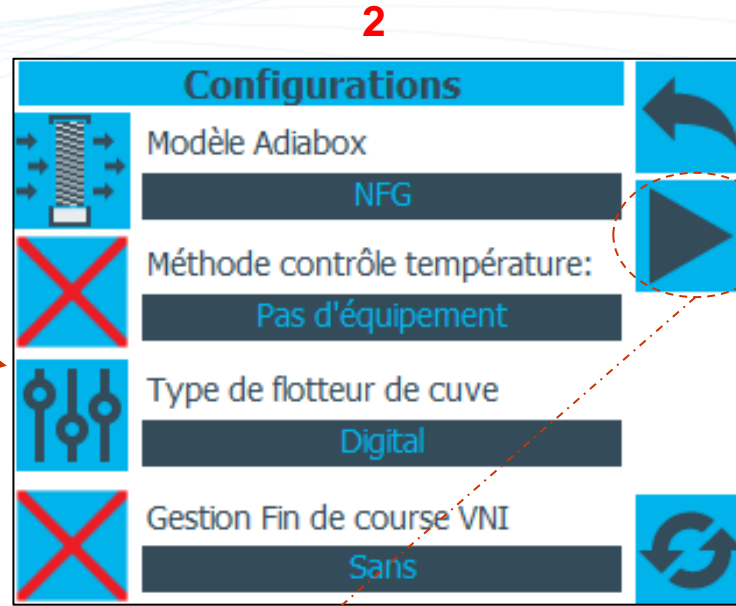 2
Configurations
Modèle Adiabox
NFG
Méthode contrôle température:
Pas d'équipement
Type de flotteur de cuve
Digital
Gestion Fin de course VNI
Sans